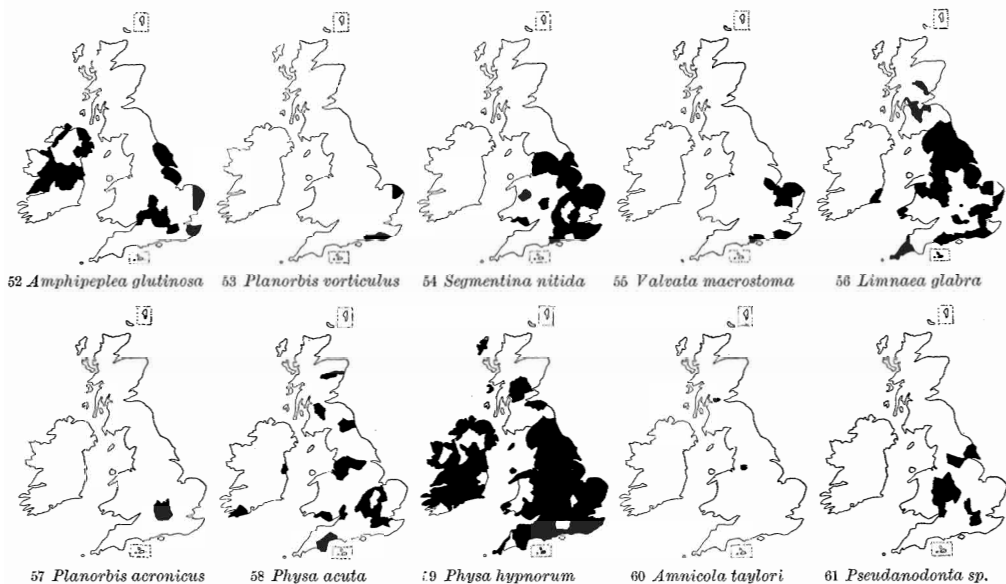 52 Amphipeplea glutinosa 53 Planorbis vorticulus 54 Segmentina nitida 55 Valvata macrostoma 56 Limnaea glabra
57 Planorbis acronicus 58 Physa acuta 59 Physa hypnorum 60 Amnicola taylori 61 Pseudanodonta sp.